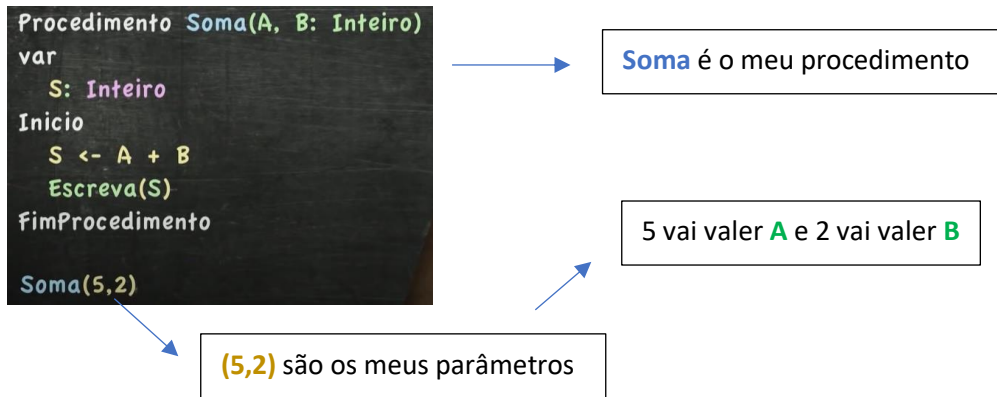 Procedimento Soma(A, B: Inteiro)
var
S: Inteiro
Inicio
S <- A + B
Escreva(S)
FimProcedimento
Soma(5,2)
Soma é o meu procedimento
5 vai valer A e 2 vai valer B
(5,2) são os meus parâmetros